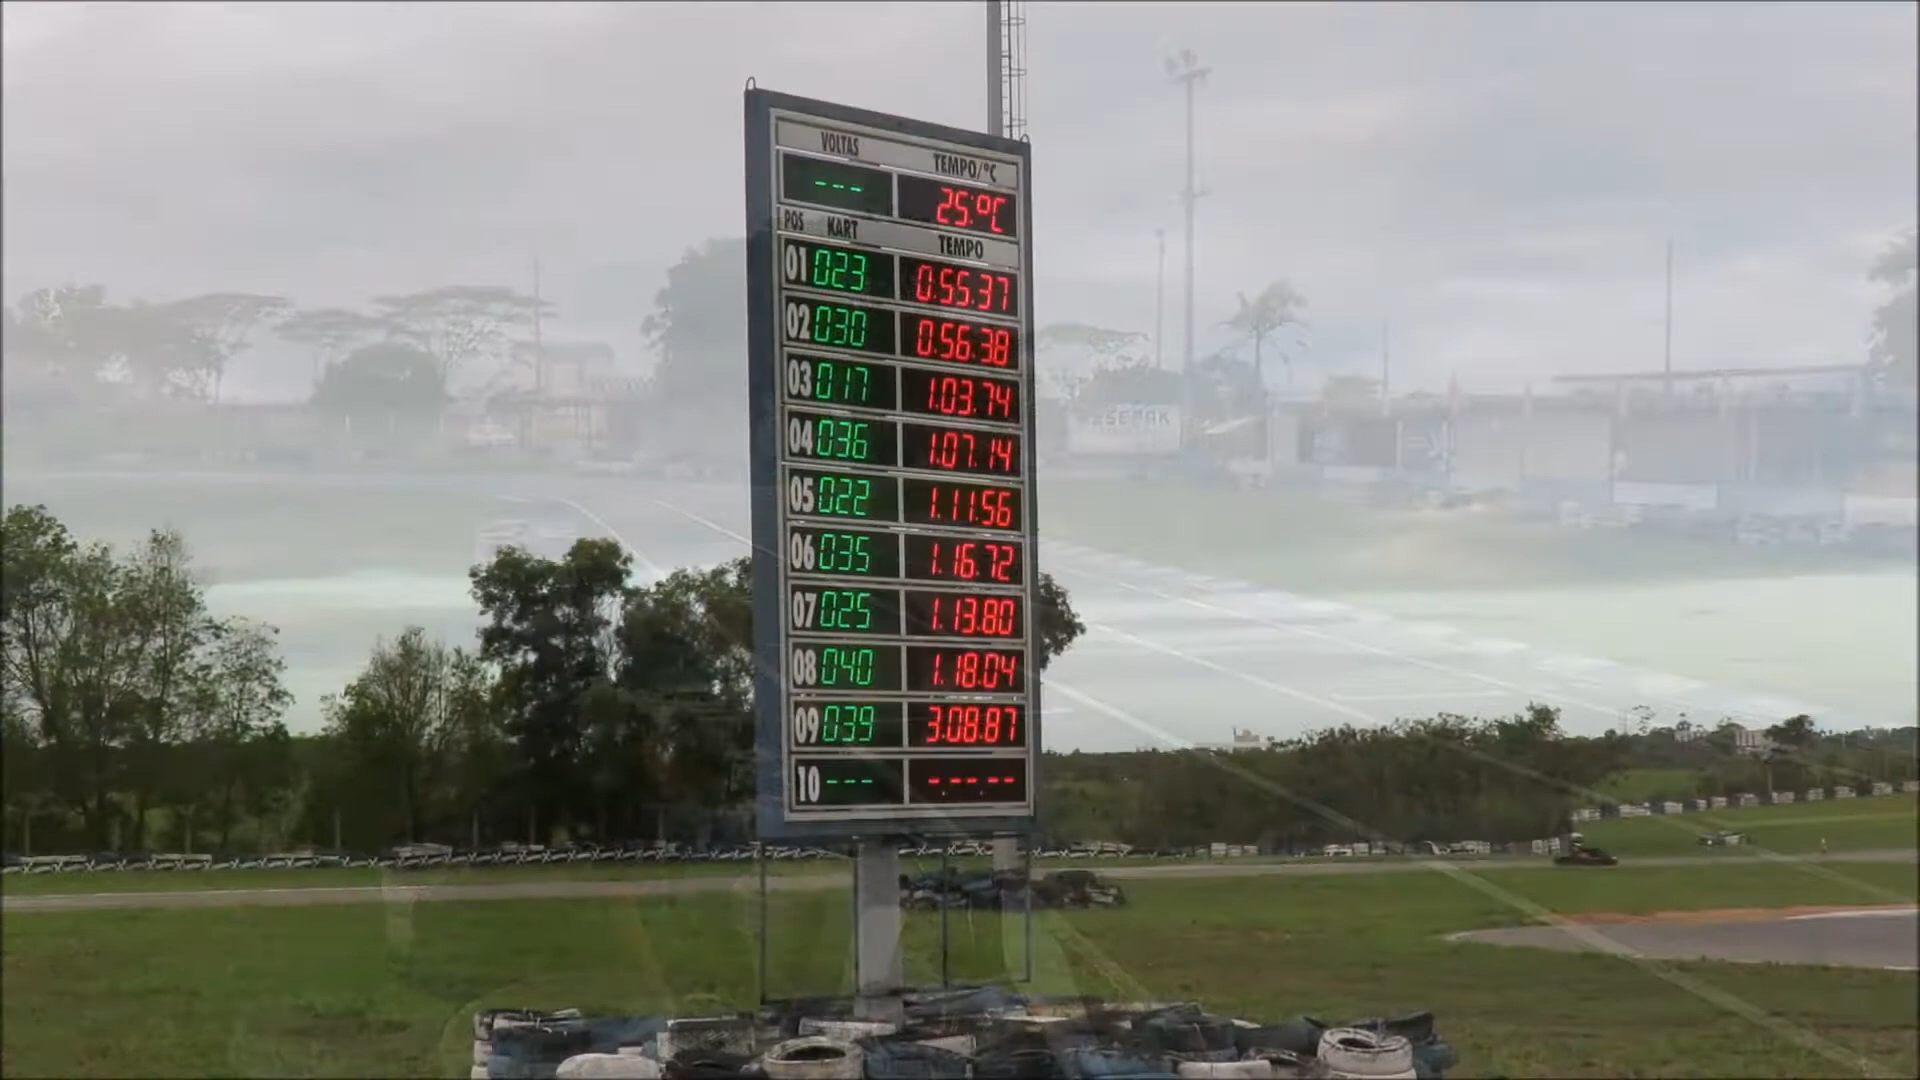 VOLTAS TEMPO/ºC
--- 25:ºC
POS KART TEMPO
01 023 0.55.37
02 030 0.56.38
03 017 1.03.74
04 036 1.07.14
05 022 1.11.56
06 035 1.16.72
07 025 1.13.80
08 040 1.18.04
09 039 3.08.87
10 --- -.--.--